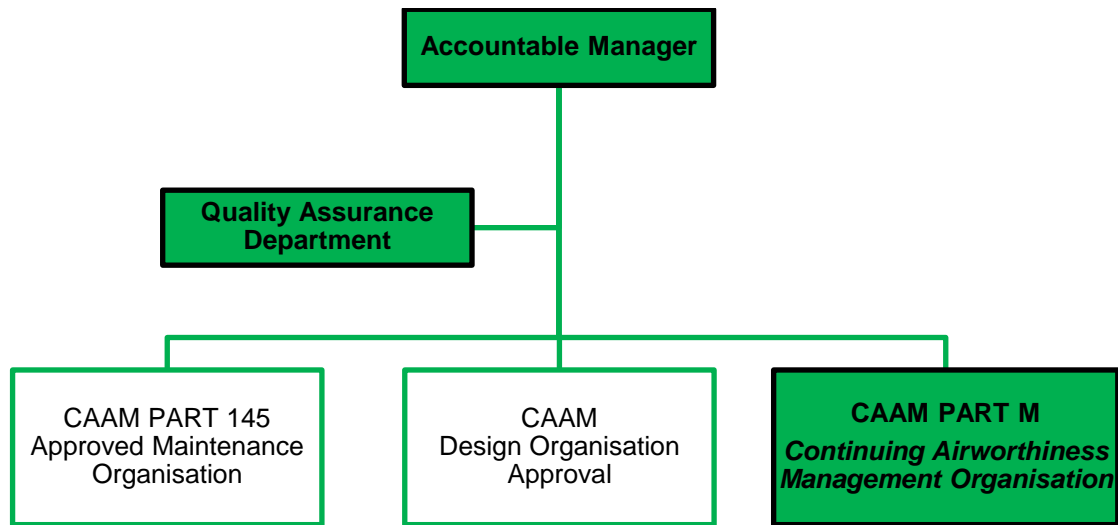 Accountable Manager
Quality Assurance
Department
CAAM PART 145
Approved Maintenance
Organisation
CAAM
Design Organisation
Approval
CAAM PART M
Continuing Airworthiness
Management Organisation